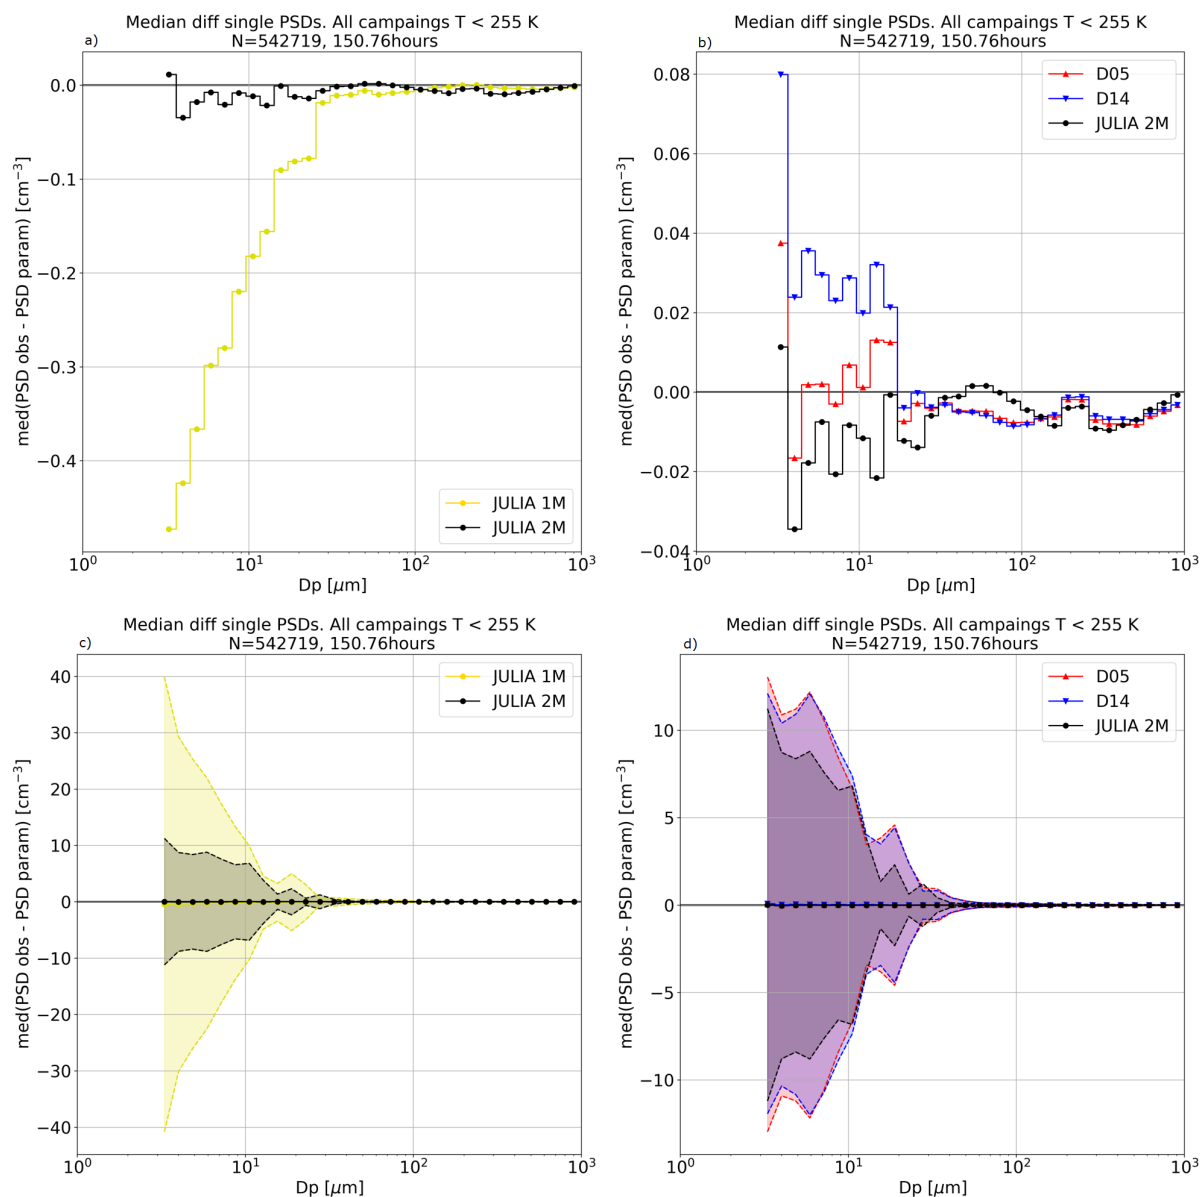 Median diff single PSDs. All campaings T < 255 K
N=542719, 150.76hours
a)
med(PSD obs - PSD param) [cm⁻³]
0.0
−0.1
−0.2
−0.3
−0.4
JULIA 1M
JULIA 2M
10⁰ 10¹ 10² 10³
Dp [μm]
Median diff single PSDs. All campaings T < 255 K
N=542719, 150.76hours
b)
med(PSD obs - PSD param) [cm⁻³]
0.08
0.06
0.04
0.02
0.00
−0.02
−0.04
D05
D14
JULIA 2M
10⁰ 10¹ 10² 10³
Dp [μm]
Median diff single PSDs. All campaings T < 255 K
N=542719, 150.76hours
c)
med(PSD obs - PSD param) [cm⁻³]
40
30
20
10
0
−10
−20
−30
−40
JULIA 1M
JULIA 2M
10⁰ 10¹ 10² 10³
Dp [μm]
Median diff single PSDs. All campaings T < 255 K
N=542719, 150.76hours
d)
med(PSD obs - PSD param) [cm⁻³]
10
5
0
−5
−10
D05
D14
JULIA 2M
10⁰ 10¹ 10² 10³
Dp [μm]